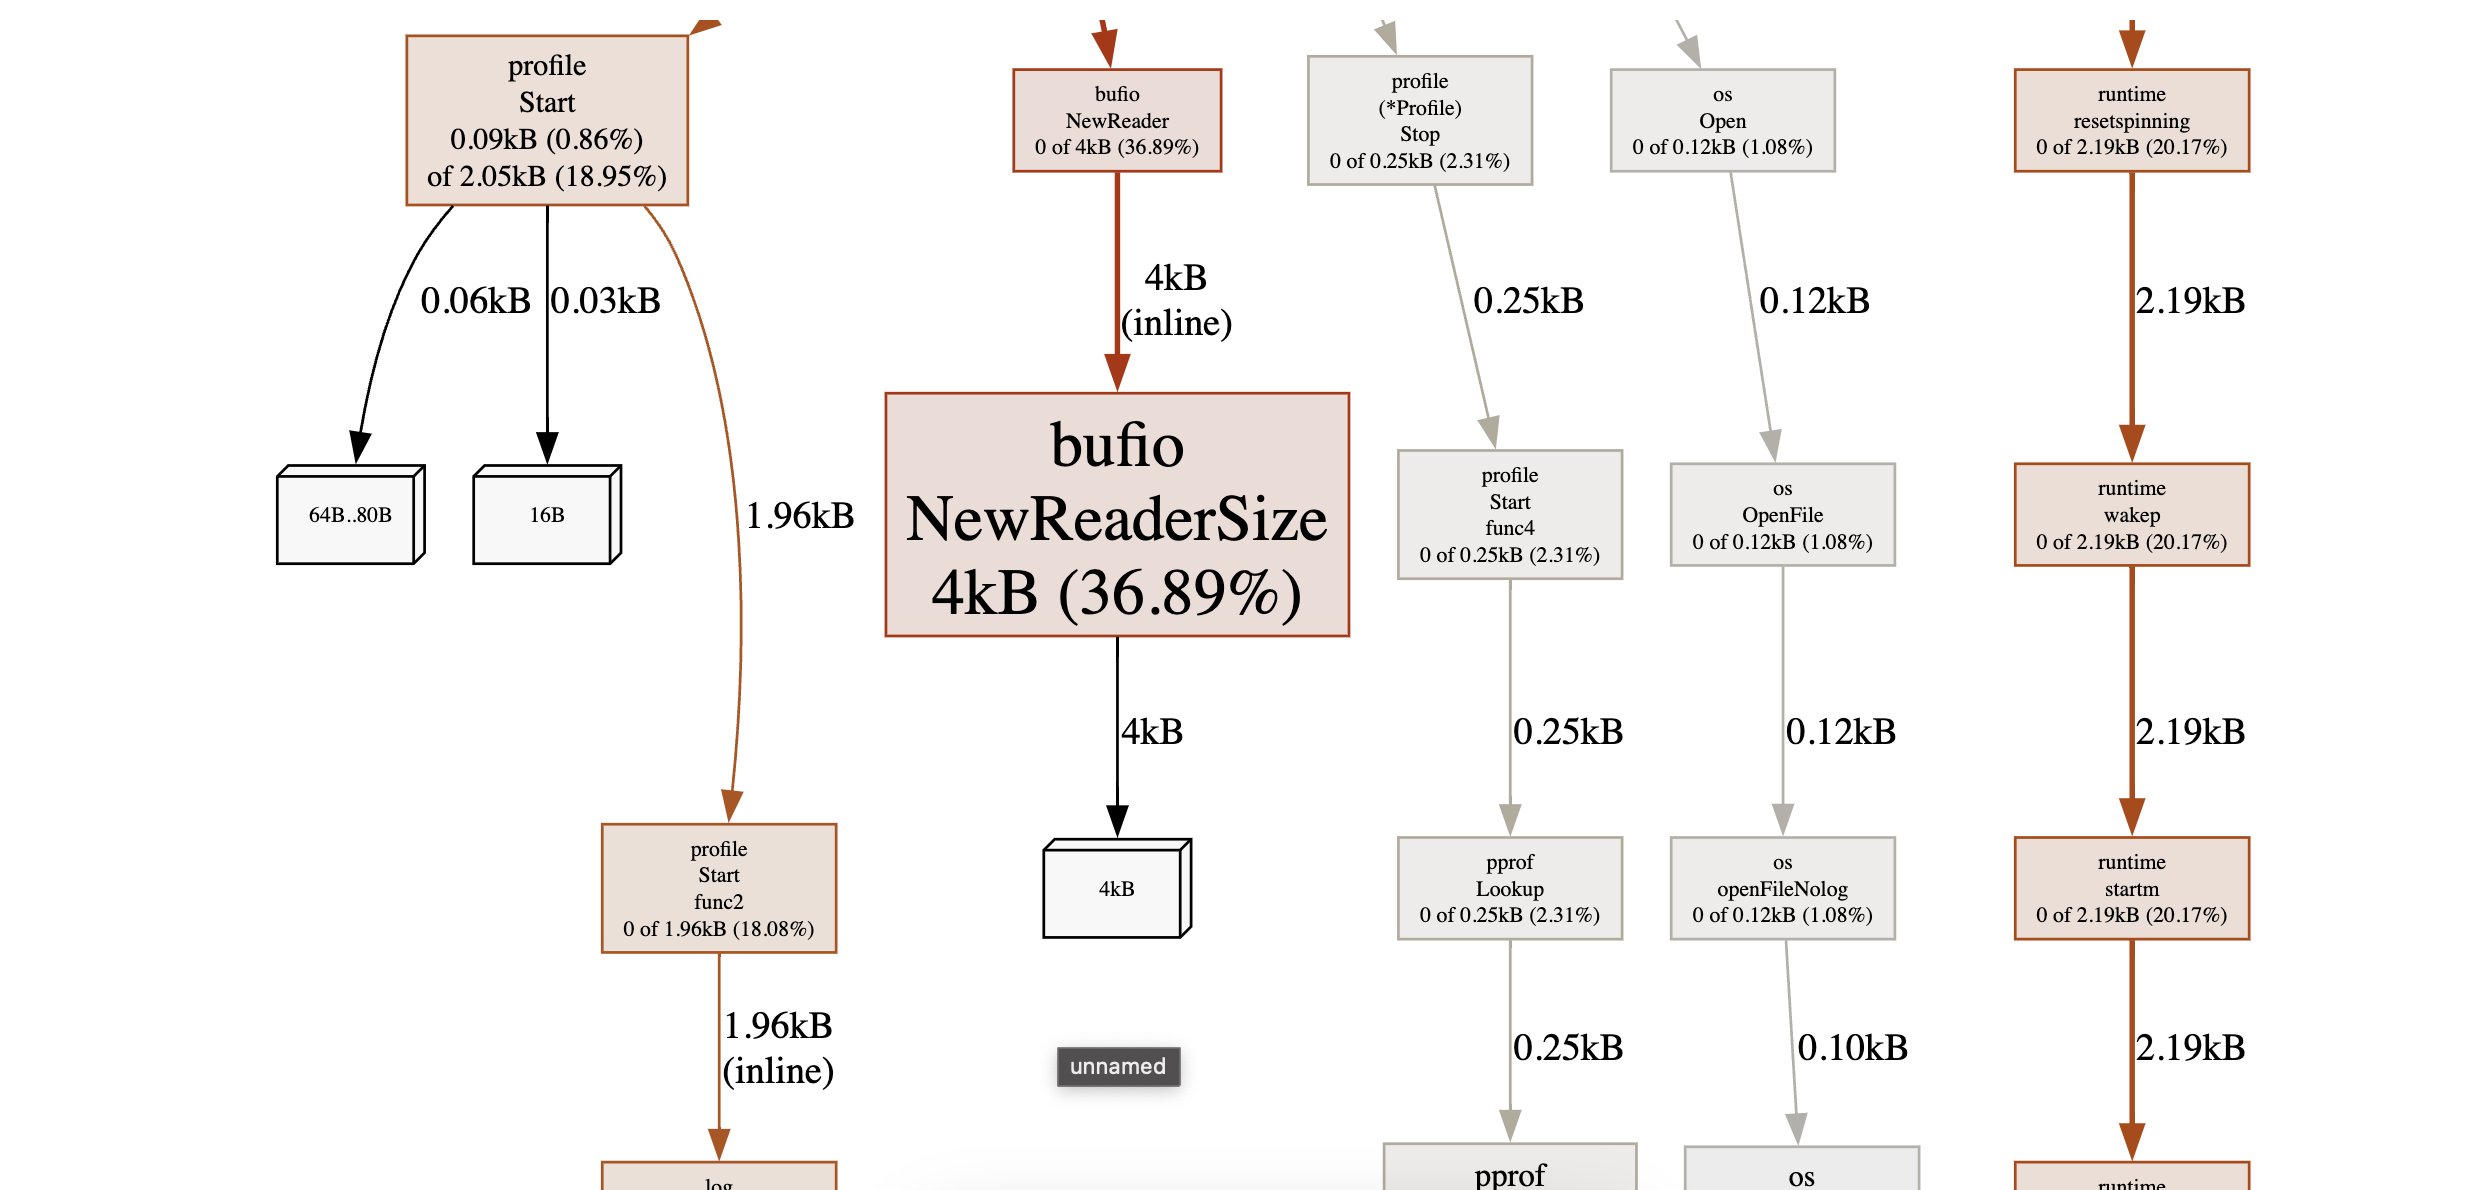 profile
Start
0.09kB (0.86%)
of 2.05kB (18.95%)
bufio
NewReader
0 of 4kB (36.89%)
profile
(*Profile)
Stop
0 of 0.25kB (2.31%)
os
Open
0 of 0.12kB (1.08%)
runtime
resetspinning
0 of 2.19kB (20.17%)
0.06kB
0.03kB
4kB
(inline)
0.25kB
0.12kB
2.19kB
64B..80B
16B
1.96kB
bufio
NewReaderSize
4kB (36.89%)
profile
Start
func4
0 of 0.25kB (2.31%)
os
OpenFile
0 of 0.12kB (1.08%)
runtime
wakep
0 of 2.19kB (20.17%)
4kB
0.25kB
0.12kB
2.19kB
profile
Start
func2
0 of 1.96kB (18.08%)
4kB
pprof
Lookup
0 of 0.25kB (2.31%)
os
openFileNolog
0 of 0.12kB (1.08%)
runtime
startm
0 of 2.19kB (20.17%)
1.96kB
(inline)
unnamed
0.25kB
0.10kB
2.19kB
log
pprof
os
runtime